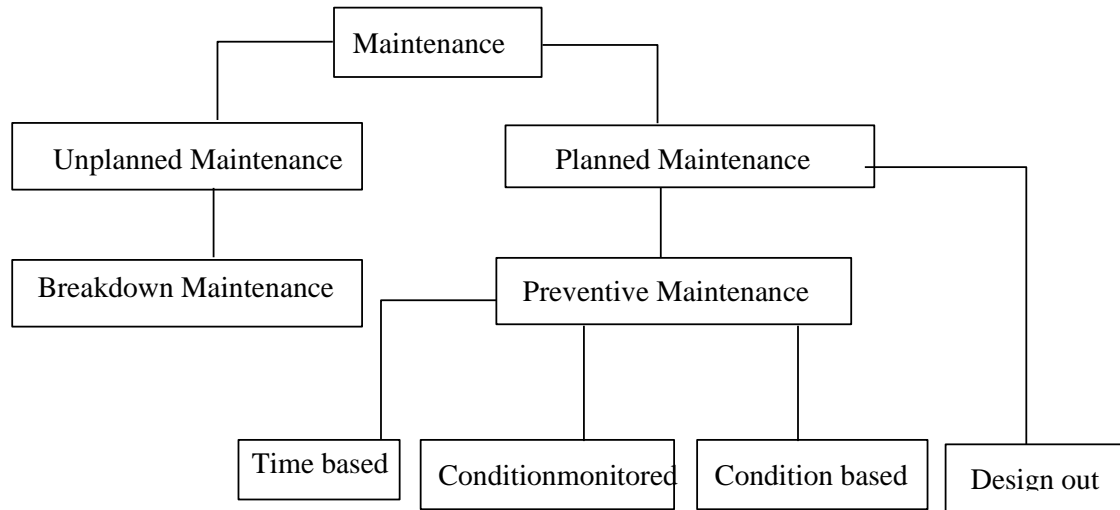 Maintenance
Unplanned Maintenance
Planned Maintenance
Breakdown Maintenance
Preventive Maintenance
Time based
Conditionmonitored
Condition based
Design out